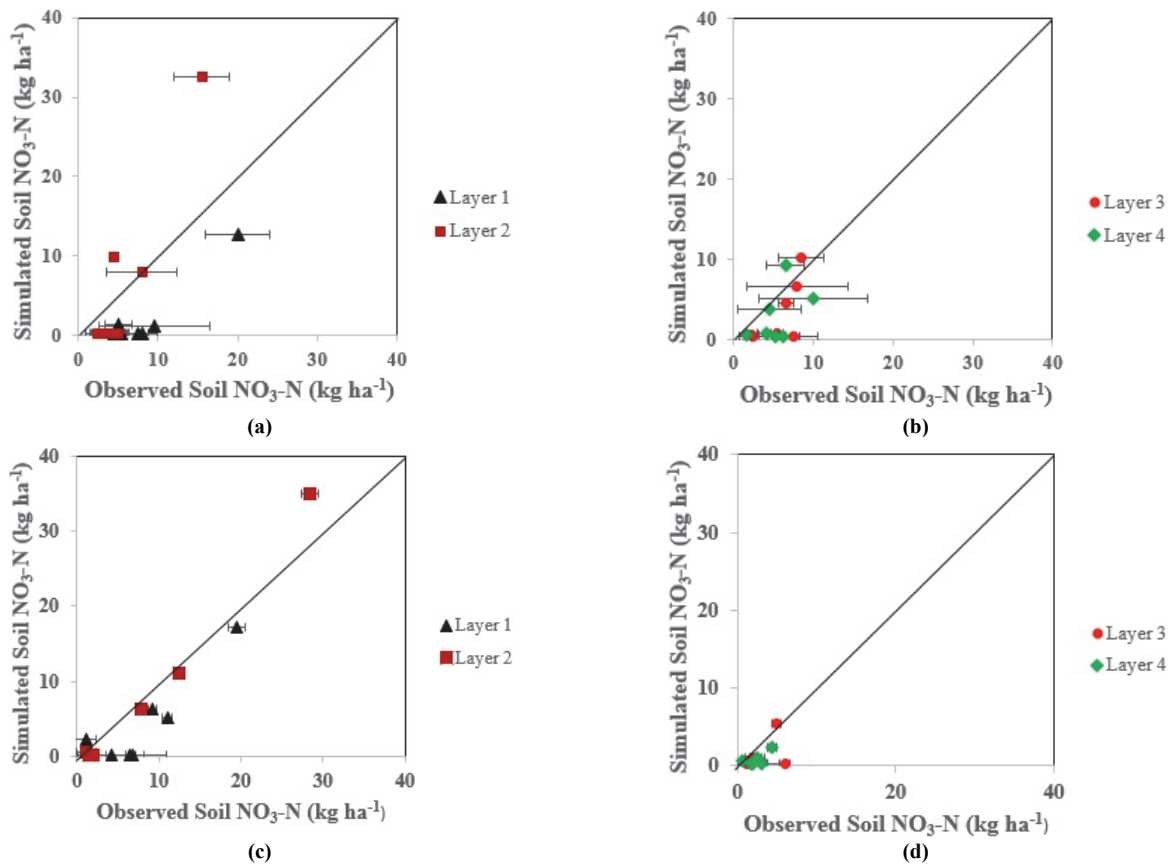 40
30
20
10
0
0 10 20 30 40
Simulated Soil NO₃-N (kg ha⁻¹)
Observed Soil NO₃-N (kg ha⁻¹)
Layer 1
Layer 2
(a)
40
30
20
10
0
0 10 20 30 40
Simulated Soil NO₃-N (kg ha⁻¹)
Observed Soil NO₃-N (kg ha⁻¹)
Layer 3
Layer 4
(b)
40
30
20
10
0
0 10 20 30 40
Simulated Soil NO₃-N (kg ha⁻¹)
Observed Soil NO₃-N (kg ha⁻¹)
Layer 1
Layer 2
(c)
40
30
20
10
0
0 20 40
Simulated Soil NO₃-N (kg ha⁻¹)
Observed Soil NO₃-N (kg ha⁻¹)
Layer 3
Layer 4
(d)